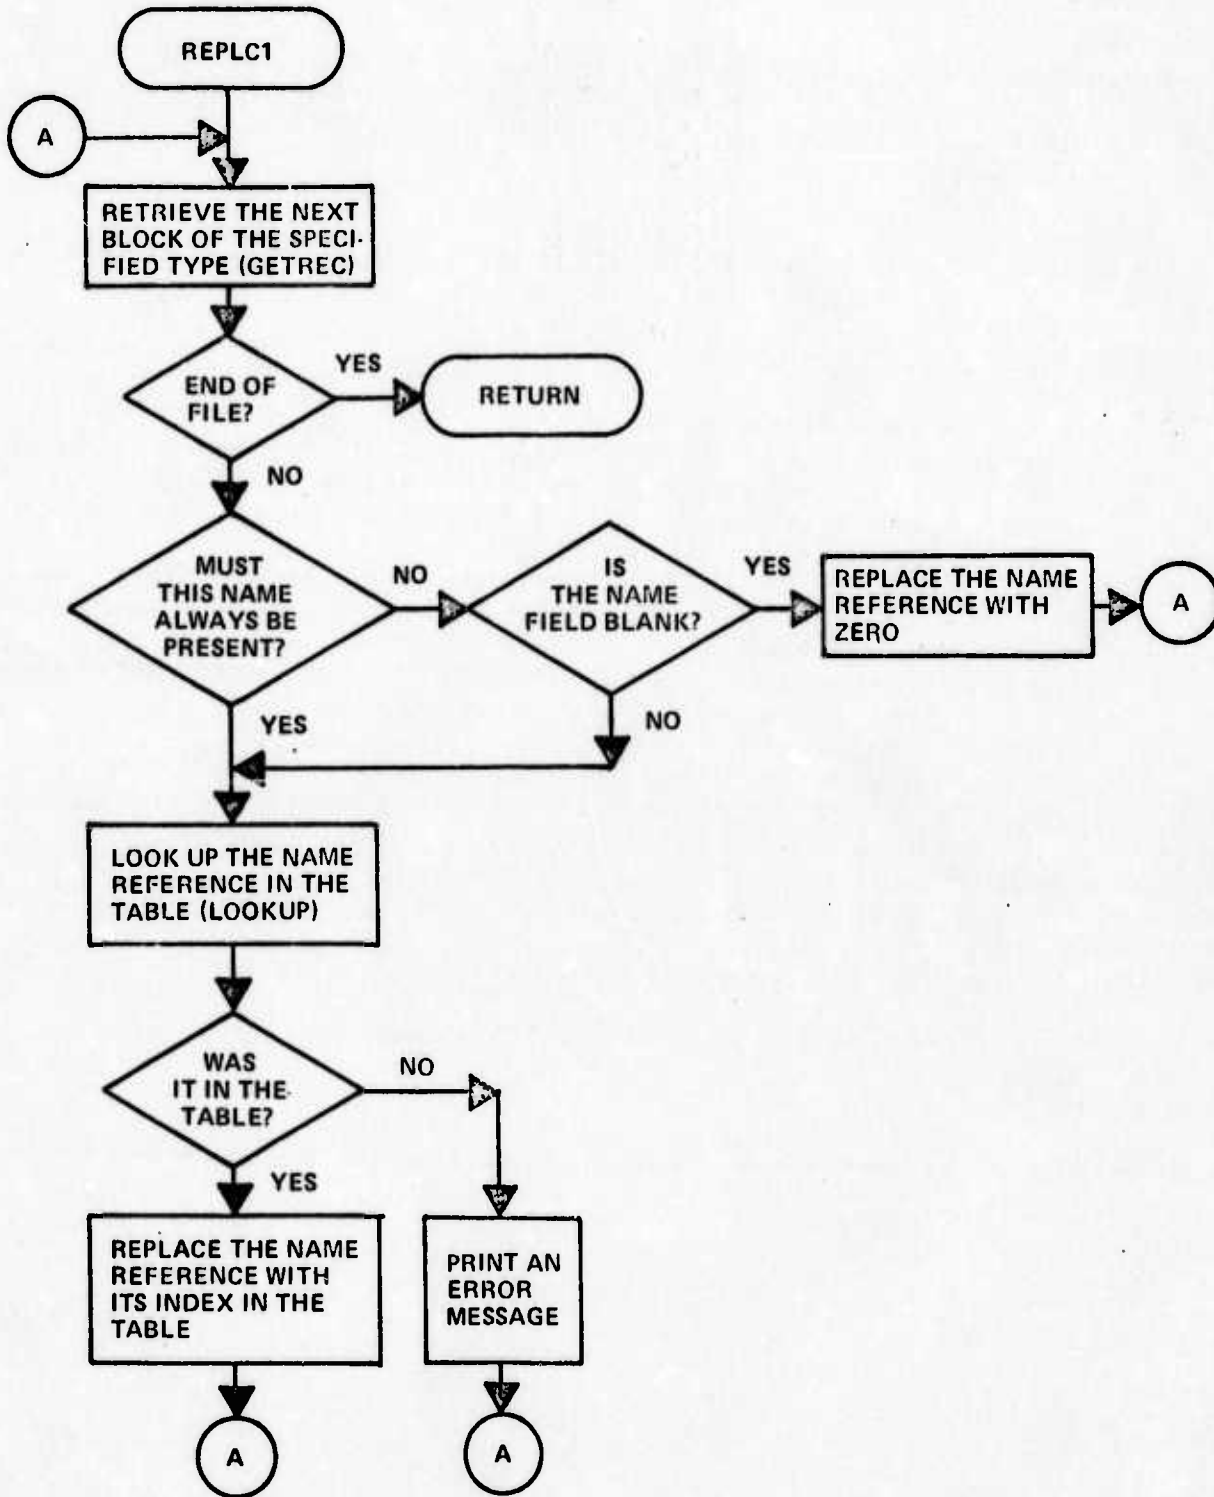 REPLC1
A
RETRIEVE THE NEXT
BLOCK OF THE SPECI-
FIED TYPE (GETREC)
END OF
FILE?
YES
RETURN
NO
MUST
THIS NAME
ALWAYS BE
PRESENT?
NO
IS
THE NAME
FIELD BLANK?
YES
REPLACE THE NAME
REFERENCE WITH
ZERO
A
YES
NO
LOOK UP THE NAME
REFERENCE IN THE
TABLE (LOOKUP)
WAS
IT IN THE
TABLE?
NO
YES
REPLACE THE NAME
REFERENCE WITH
ITS INDEX IN THE
TABLE
PRINT AN
ERROR
MESSAGE
A
A